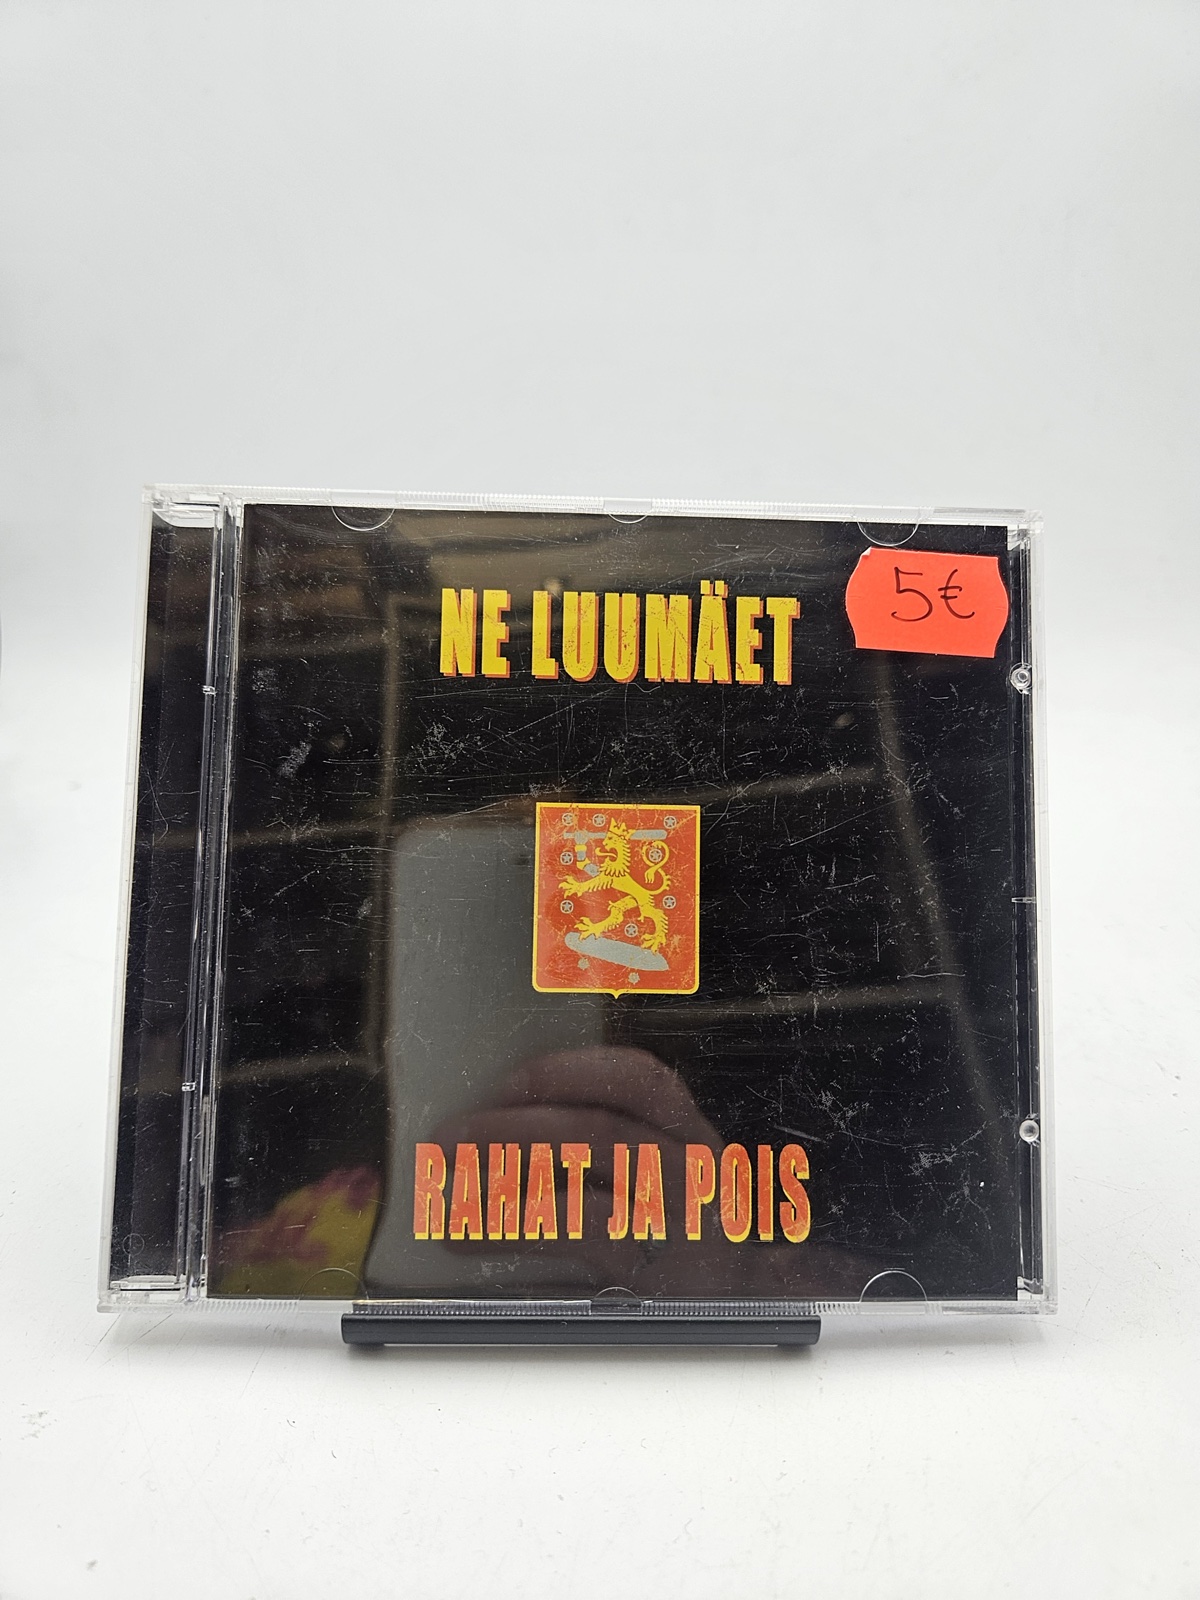 NE LUUMÄET
5€
RAHAT JA POIS